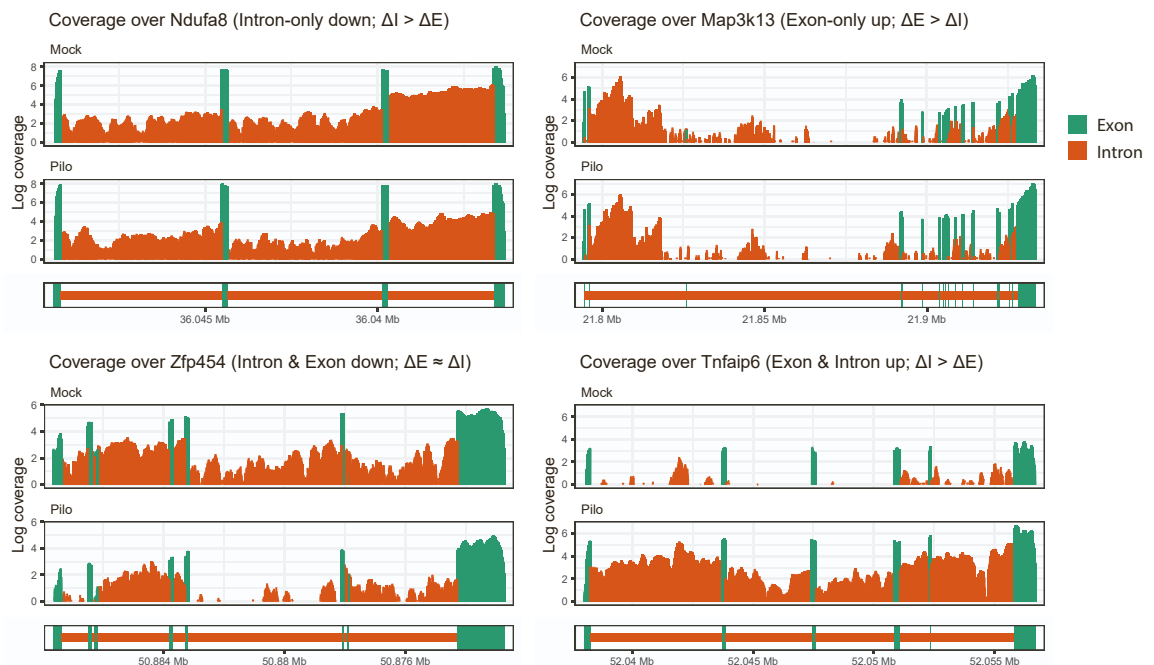 Coverage over Ndufa8 (Intron-only down; ΔI > ΔE)
Mock
8
6
4
2
0
Pilo
8
6
4
2
0
Log coverage
36.045 Mb
36.04 Mb
Coverage over Map3k13 (Exon-only up; ΔE > ΔI)
Mock
6
4
2
0
Pilo
6
4
2
0
Log coverage
21.8 Mb
21.85 Mb
21.9 Mb
Exon
Intron
Coverage over Zfp454 (Intron & Exon down; ΔE ≈ ΔI)
Mock
6
4
2
0
Pilo
6
4
2
0
Log coverage
50.884 Mb
50.88 Mb
50.876 Mb
Coverage over Tnfaip6 (Exon & Intron up; ΔI > ΔE)
Mock
6
4
2
0
Pilo
6
4
2
0
Log coverage
52.04 Mb
52.045 Mb
52.05 Mb
52.055 Mb